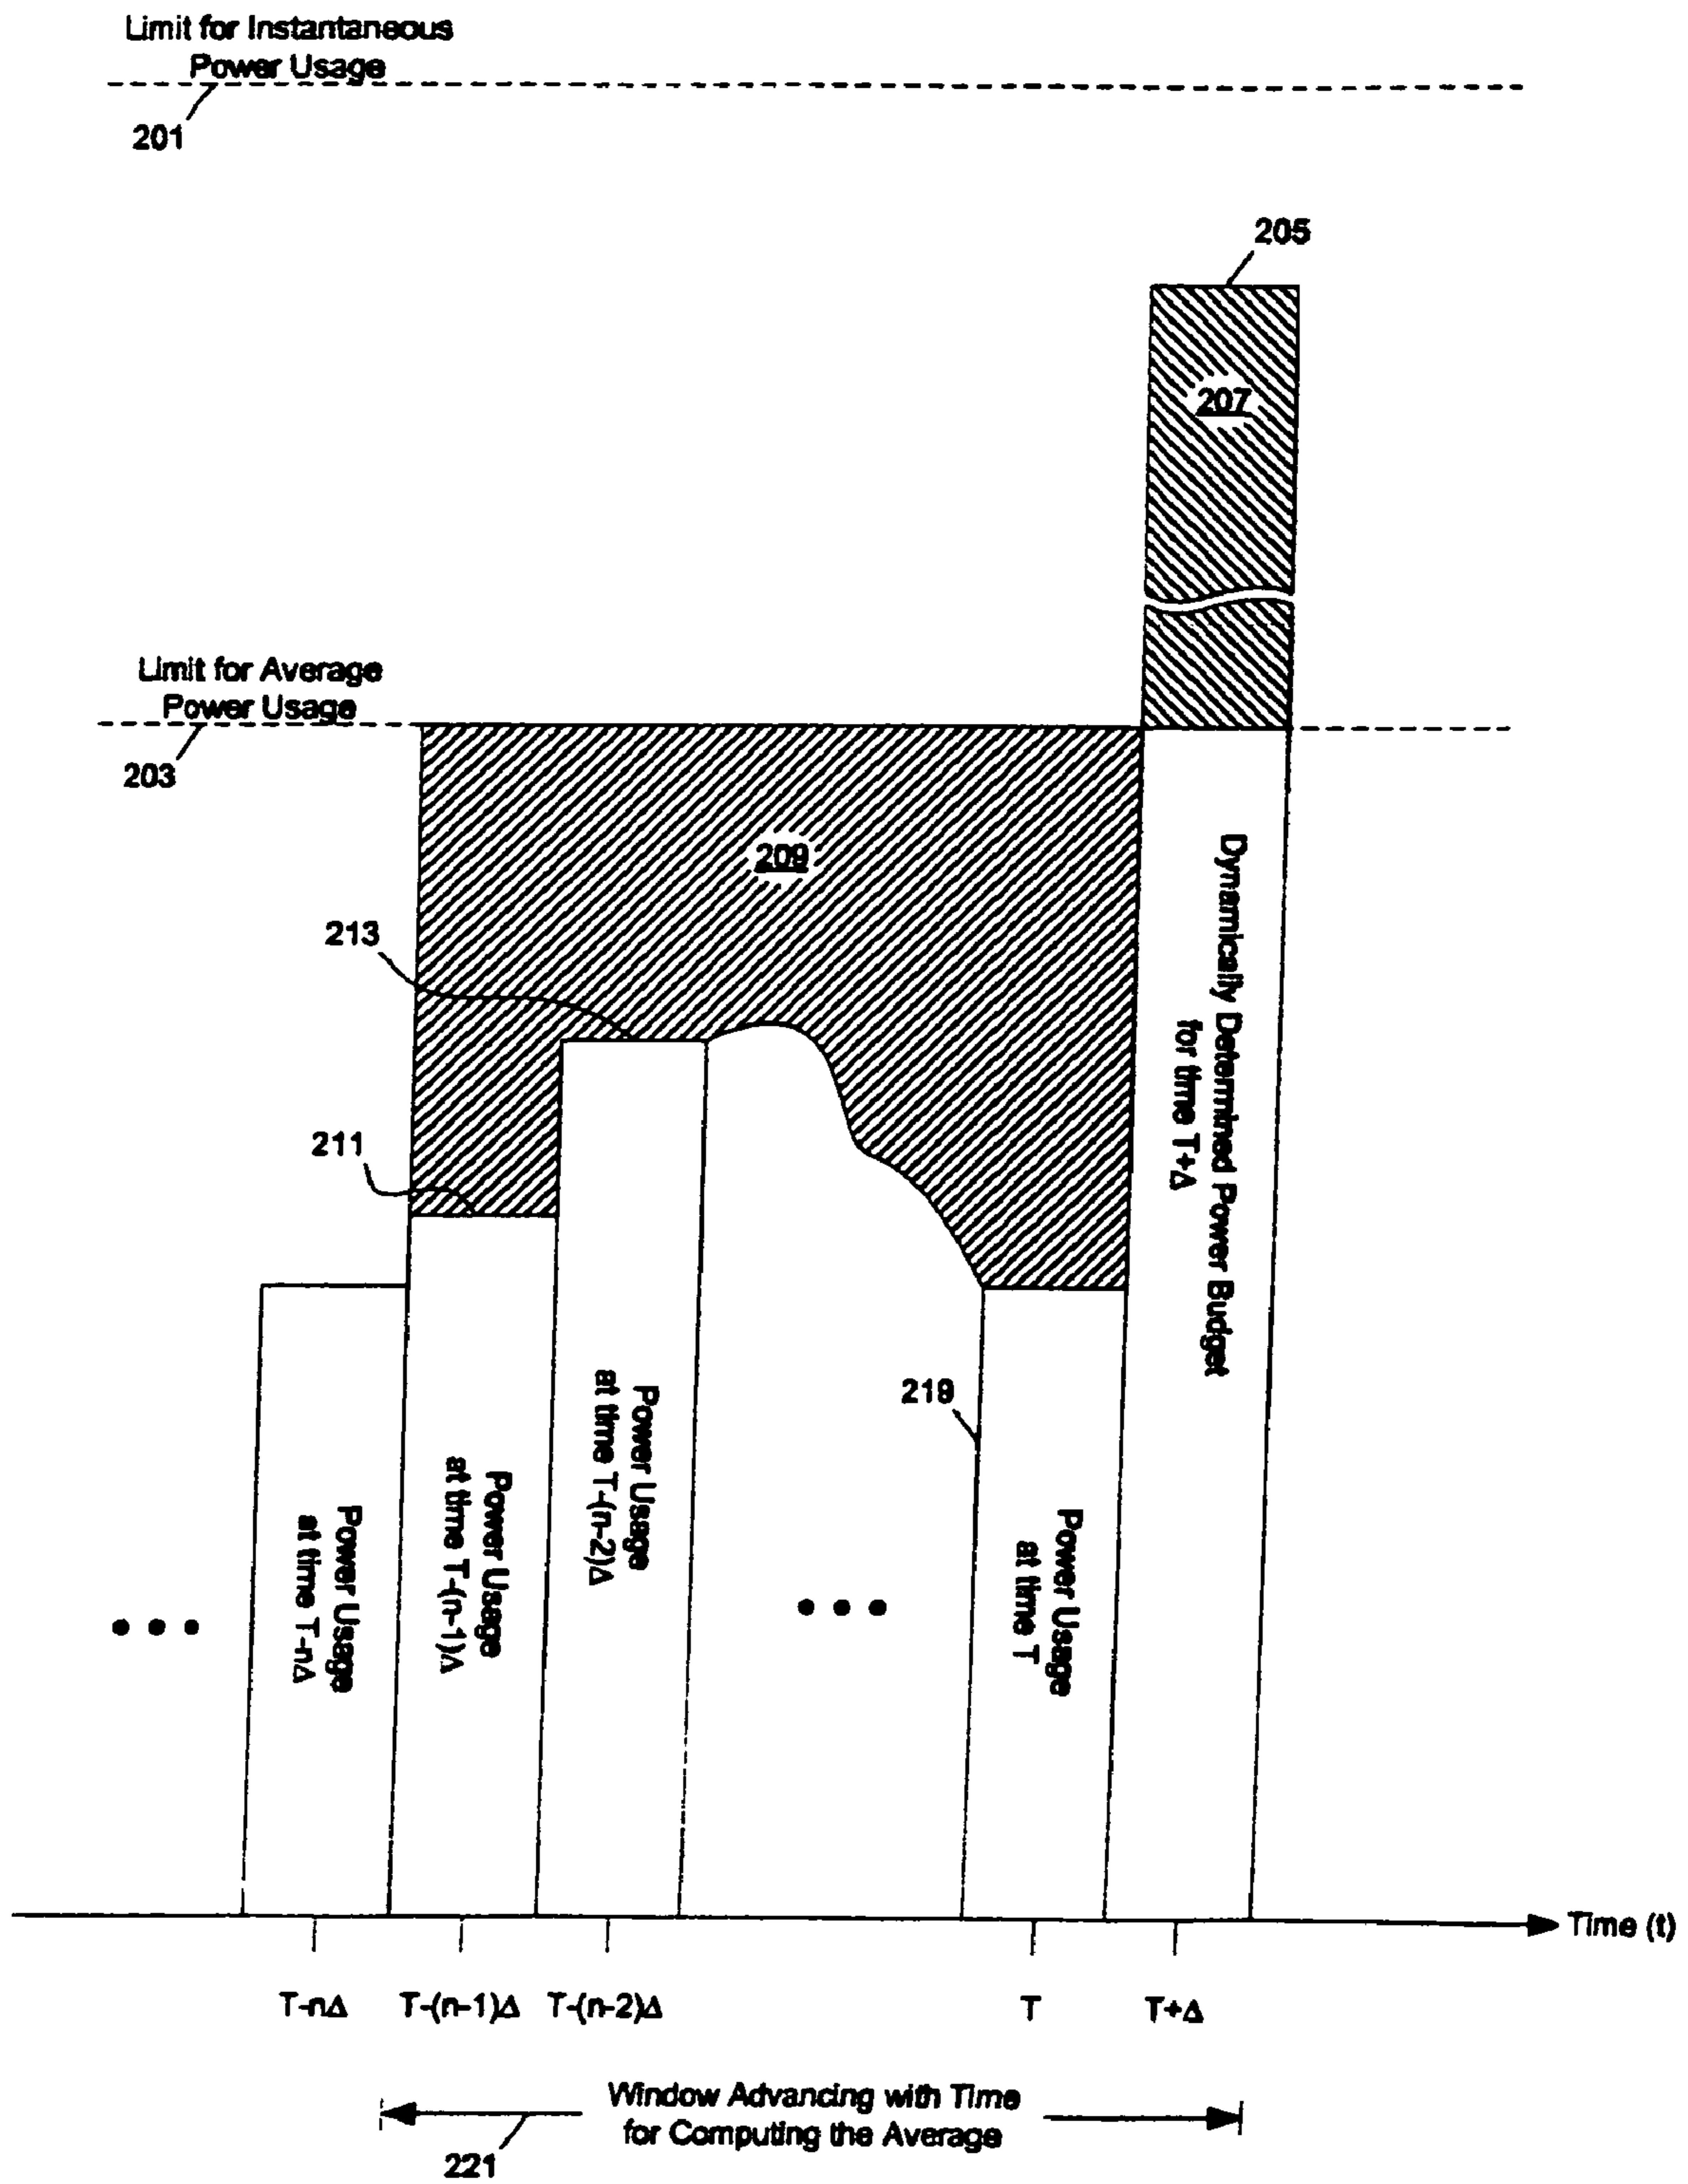 Limit for Instantaneous
Power Usage
201
205
207
Limit for Average
Power Usage
203
209
213
211
219
Dynamically Determined Power Budget
for time T+Δ
Power Usage
at time T-(n-2)Δ
Power Usage
at time T-(n-1)Δ
Power Usage
at time T-nΔ
Power Usage
at time T
Time (t)
T-nΔ
T-(n-1)Δ
T-(n-2)Δ
T
T+Δ
Window Advancing with Time
for Computing the Average
221